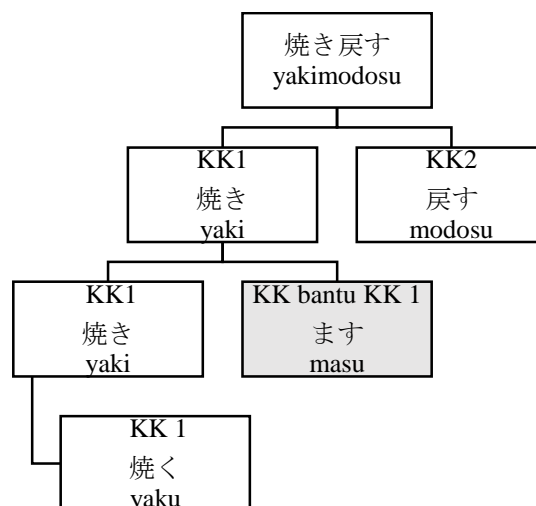 焼き戻す
yakimodosu
KK1
焼き
yaki
KK2
戻す
modosu
KK1
焼き
yaki
KK bantu KK 1
ます
masu
KK 1
焼く
yaku